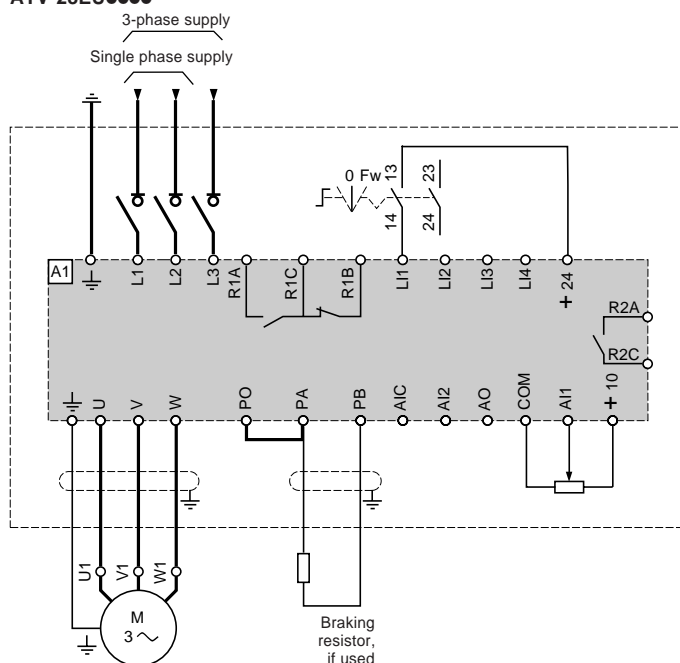 3-phase supply
Single phase supply
0 Fw 13 23
14 24
A1
L1 L2 L3 R1A R1C R1B LI1 LI2 LI3 LI4 + 24
R2A
R2C
U V W PO PA PB AIC AI2 AO COM AI1 + 10
U1 V1 W1
M
3
Braking
resistor,
if used